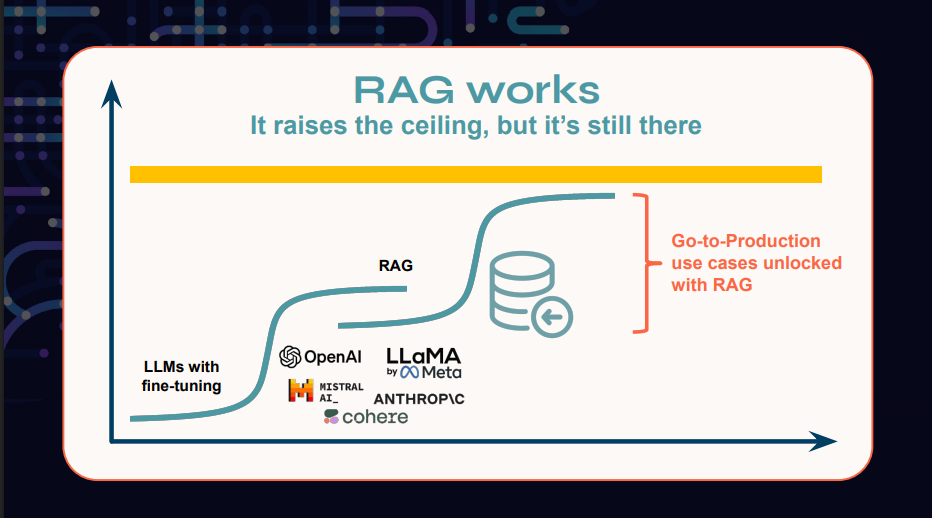 RAG works
It raises the ceiling, but it's still there
Go-to-Production
use cases unlocked
with RAG
RAG
LLMs with
fine-tuning
OpenAI
LLaMA
by Meta
MISTRAL
AI_
ANTHROP\C
cohere